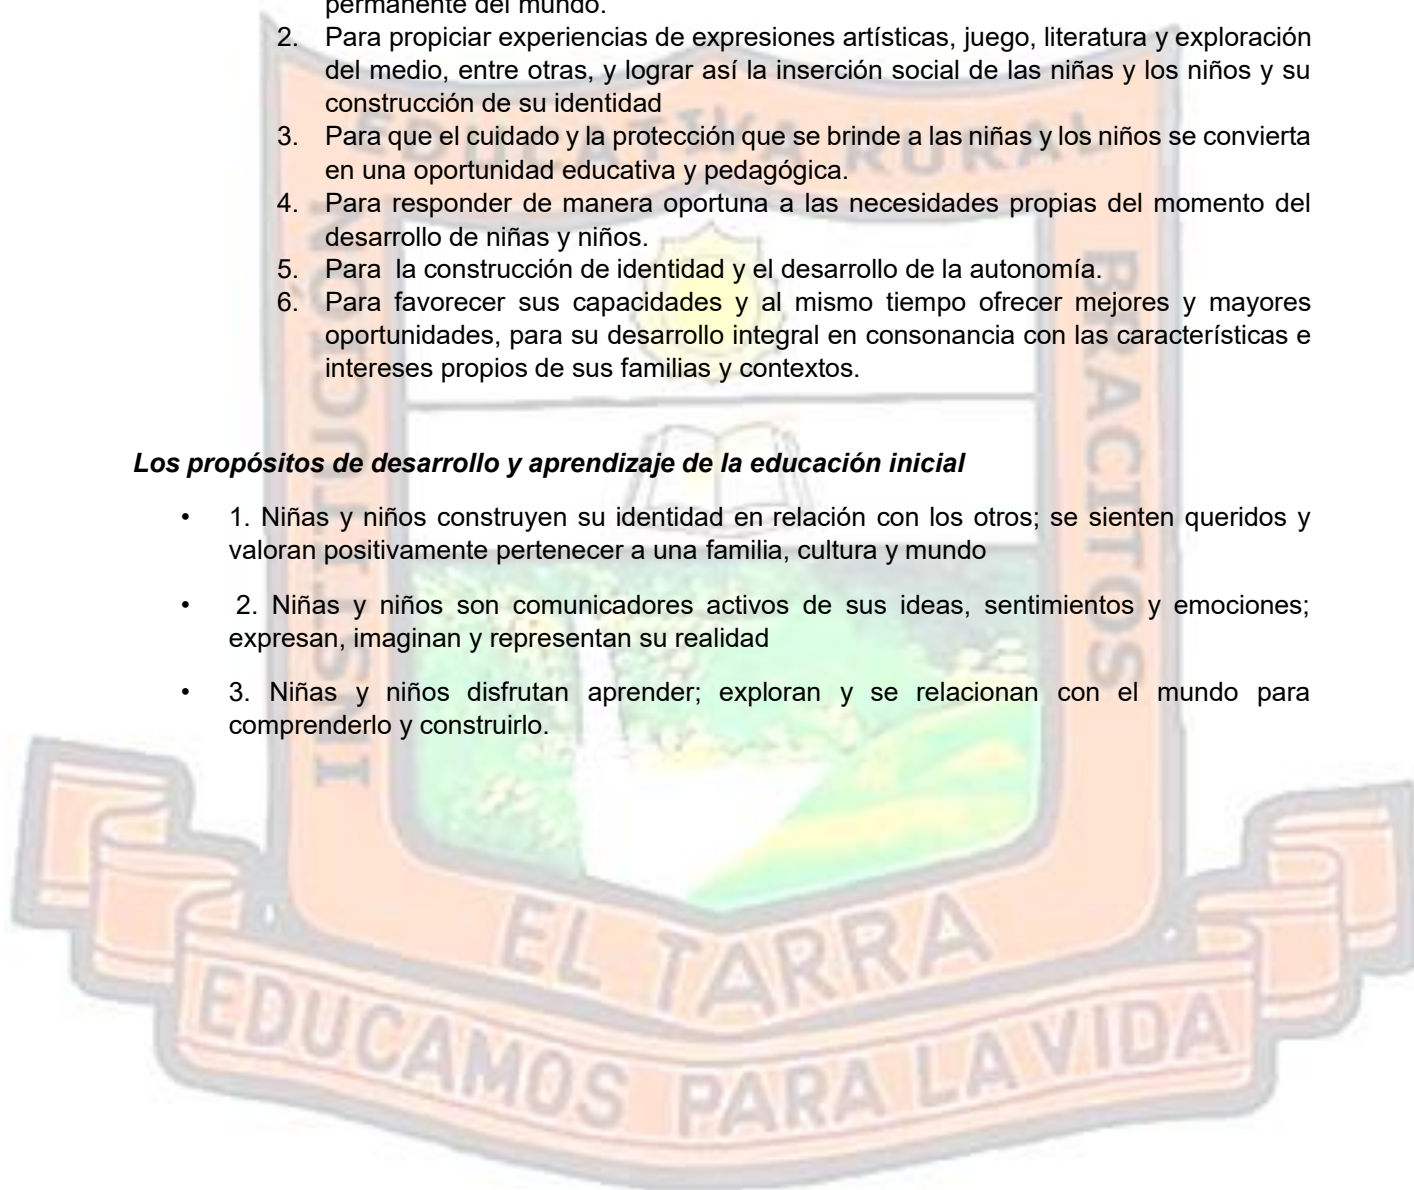 permanente del mundo.
2. Para propiciar experiencias de expresiones artísticas, juego, literatura y exploración
del medio, entre otras, y lograr así la inserción social de las niñas y los niños y su
construcción de su identidad
3. Para que el cuidado y la protección que se brinde a las niñas y los niños se convierta
en una oportunidad educativa y pedagógica.
4. Para responder de manera oportuna a las necesidades propias del momento del
desarrollo de niñas y niños.
5. Para la construcción de identidad y el desarrollo de la autonomía.
6. Para favorecer sus capacidades y al mismo tiempo ofrecer mejores y mayores
oportunidades, para su desarrollo integral en consonancia con las características e
intereses propios de sus familias y contextos.
Los propósitos de desarrollo y aprendizaje de la educación inicial
• 1. Niñas y niños construyen su identidad en relación con los otros; se sienten queridos y
valoran positivamente pertenecer a una familia, cultura y mundo
• 2. Niñas y niños son comunicadores activos de sus ideas, sentimientos y emociones;
expresan, imaginan y representan su realidad
• 3. Niñas y niños disfrutan aprender; exploran y se relacionan con el mundo para
comprenderlo y construirlo.
INSTITUCION
EDUCATIVA RURAL
BRACITOS
EL TARRA
EDUCAMOS PARA LA VIDA